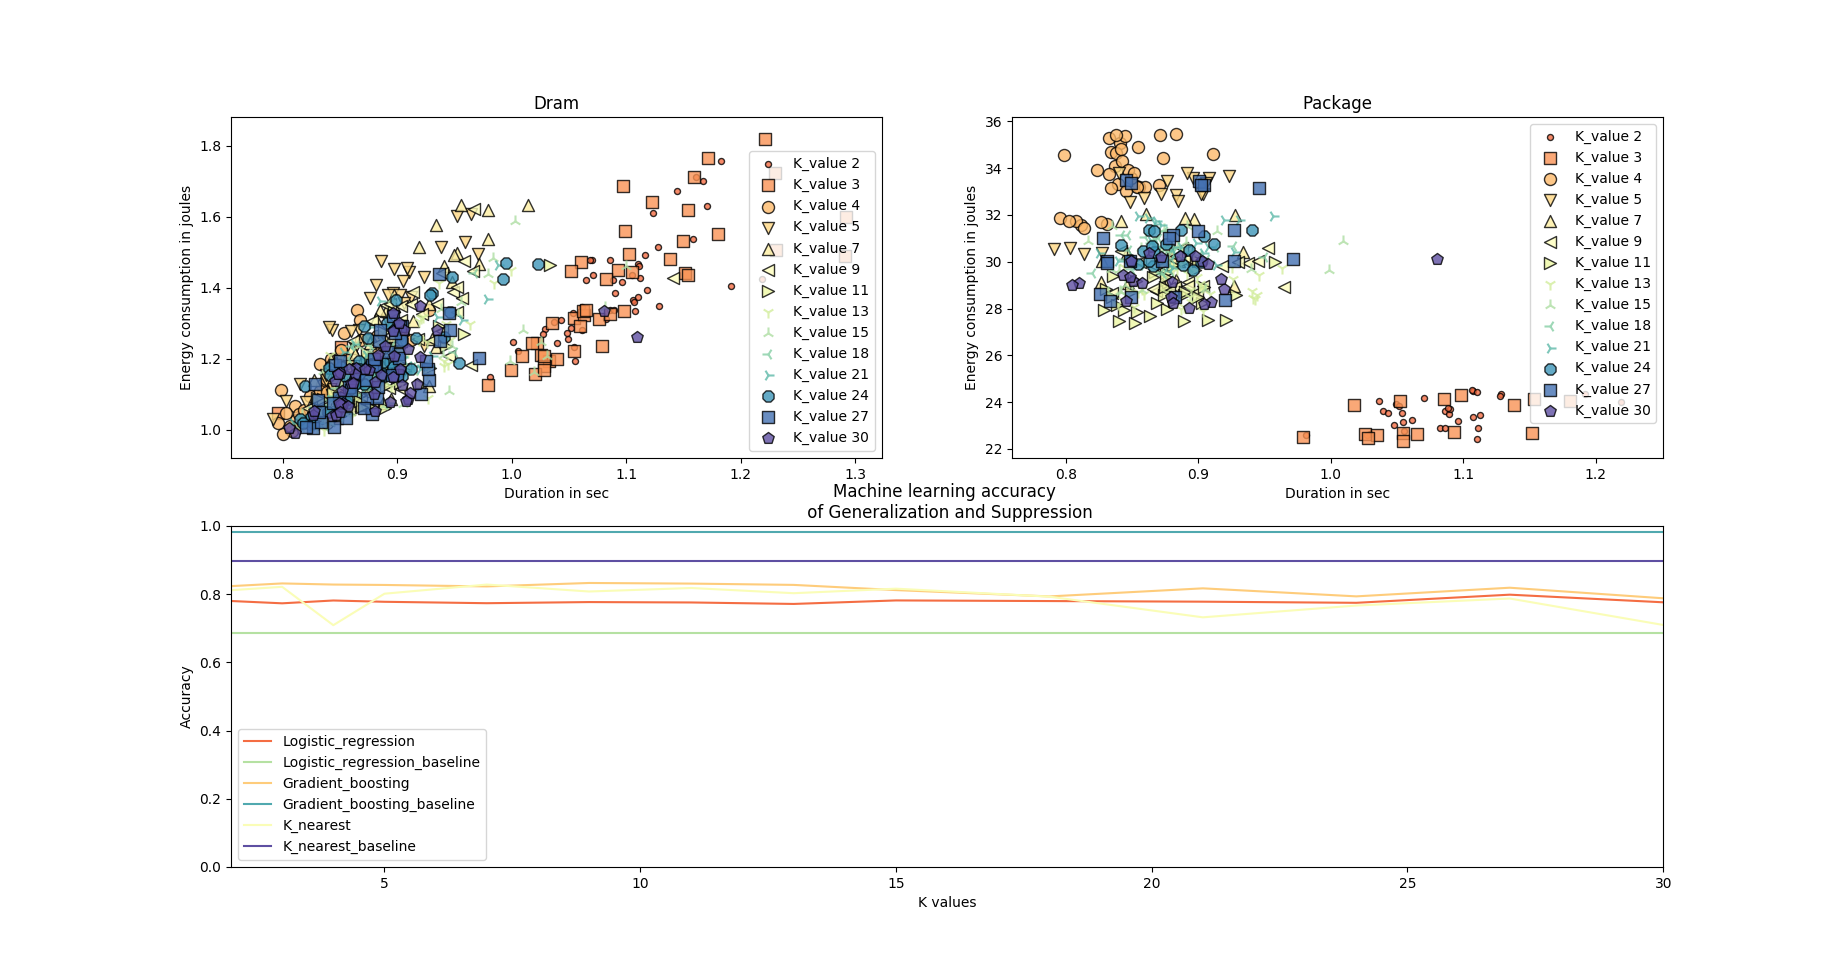 Dram
Energy consumption in joules
1.8
1.6
1.4
1.2
1.0
0.8
0.9
1.0
1.1
1.2
1.3
Duration in sec
K_value 2
K_value 3
K_value 4
K_value 5
K_value 7
K_value 9
K_value 11
K_value 13
K_value 15
K_value 18
K_value 21
K_value 24
K_value 27
K_value 30
Package
Energy consumption in joules
36
34
32
30
28
26
24
22
0.8
0.9
1.0
1.1
1.2
Duration in sec
K_value 2
K_value 3
K_value 4
K_value 5
K_value 7
K_value 9
K_value 11
K_value 13
K_value 15
K_value 18
K_value 21
K_value 24
K_value 27
K_value 30
Machine learning accuracy
of Generalization and Suppression
Accuracy
1.0
0.8
0.6
0.4
0.2
0.0
Logistic_regression
Logistic_regression_baseline
Gradient_boosting
Gradient_boosting_baseline
K_nearest
K_nearest_baseline
5
10
15
20
25
30
K values